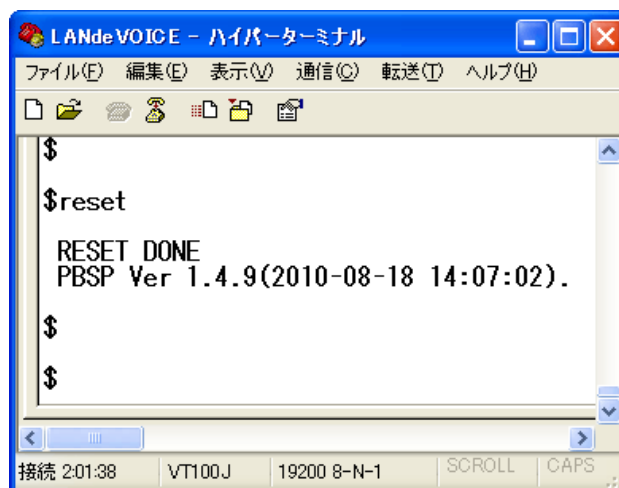 LANdeVOICE - ハイパーターミナル
ファイル(F) 編集(E) 表示(V) 通信(C) 転送(T) ヘルプ(H)
$
$reset
RESET DONE
PBSP Ver 1.4.9(2010-08-18 14:07:02).
$
$
接続 2:01:38 VT100J 19200 8-N-1 SCROLL CAPS